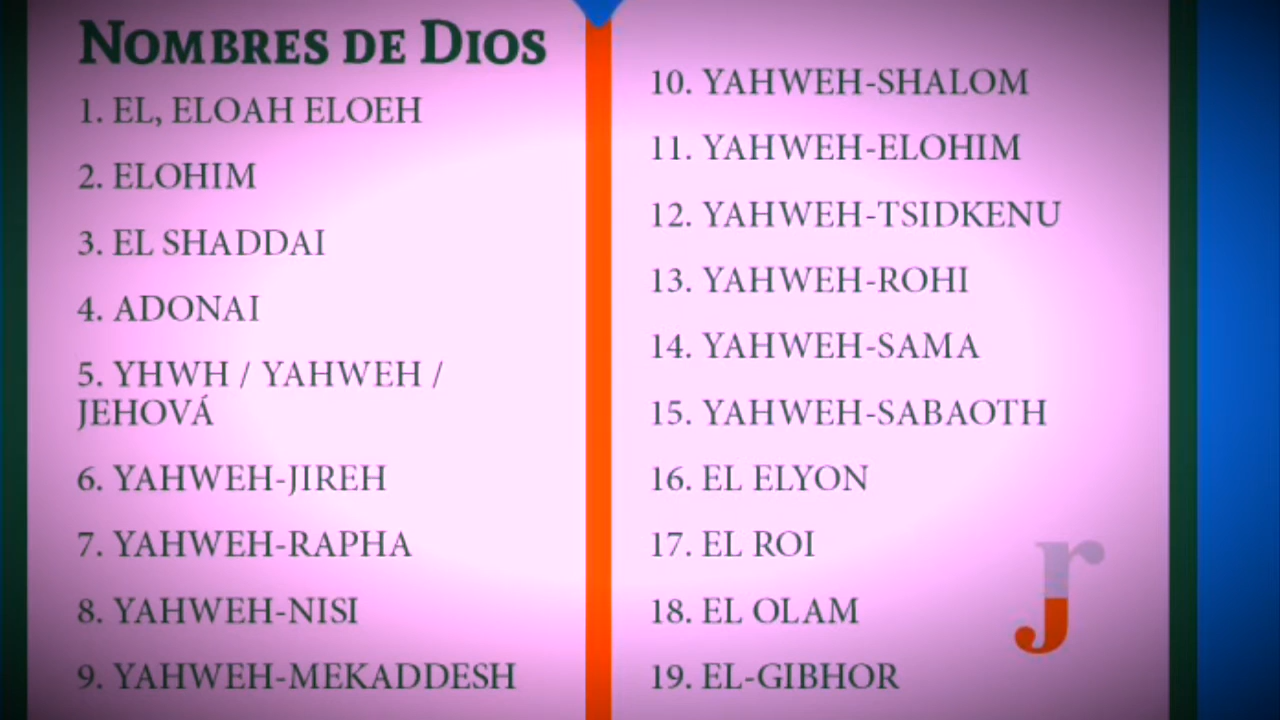 Nombres de Dios
1. EL, ELOAH ELOEH
2. ELOHIM
3. EL SHADDAI
4. ADONAI
5. YHWH / YAHWEH /
JEHOVÁ
6. YAHWEH-JIREH
7. YAHWEH-RAPHA
8. YAHWEH-NISI
9. YAHWEH-MEKADDESH
10. YAHWEH-SHALOM
11. YAHWEH-ELOHIM
12. YAHWEH-TSIDKENU
13. YAHWEH-ROHI
14. YAHWEH-SAMA
15. YAHWEH-SABAOTH
16. EL ELYON
17. EL ROI
18. EL OLAM
19. EL-GIBHOR
jr